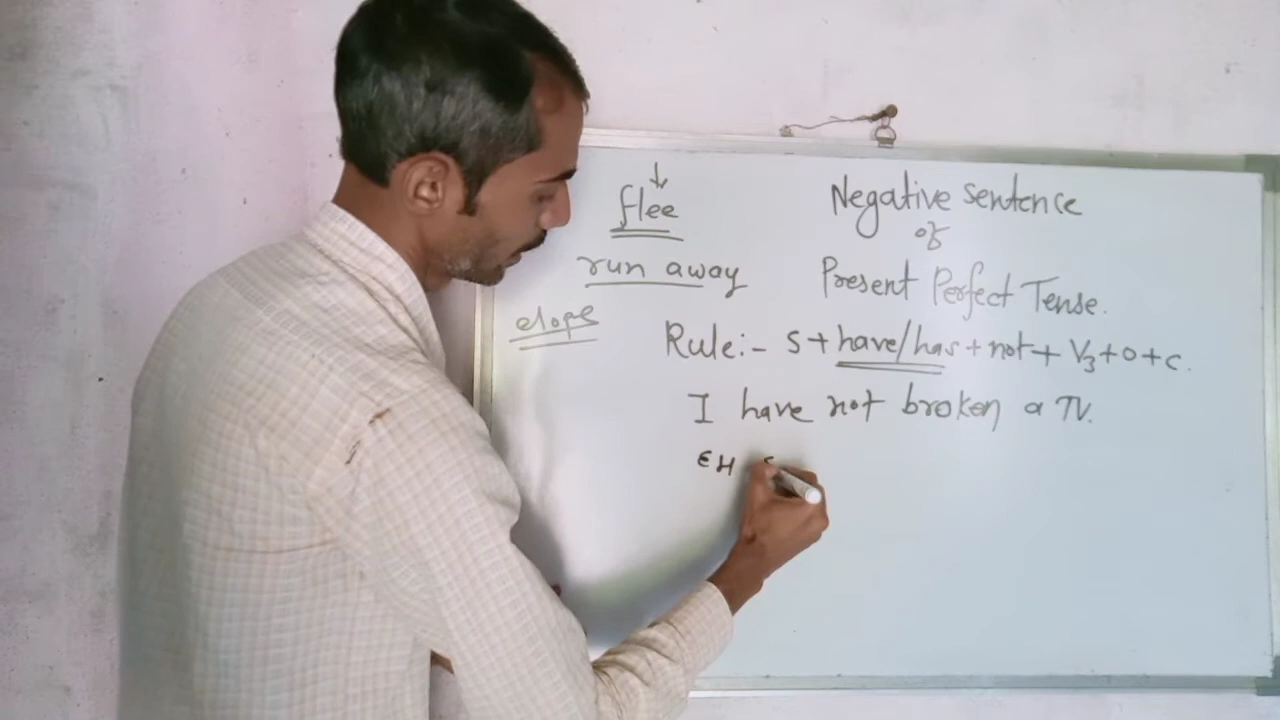 flee
run away
elope
Negative sentence
of
Present Perfect Tense.
Rule:- S + have/has + not + V₃ + O + C.
I have not broken a TV.